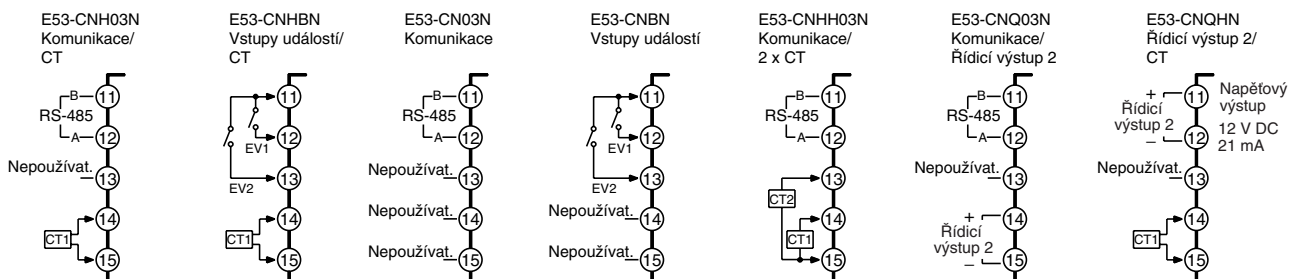 E53-CNH03N
Komunikace/
CT
B
11
RS-485
A
12
Nepoužívat.
13
14
CT1
15
E53-CNHBN
Vstupy událostí/
CT
11
12
EV1
13
EV2
14
CT1
15
E53-CN03N
Komunikace
B
11
RS-485
A
12
Nepoužívat.
13
Nepoužívat.
14
Nepoužívat.
15
E53-CNBN
Vstupy událostí
11
12
EV1
13
EV2
Nepoužívat.
14
Nepoužívat.
15
E53-CNHH03N
Komunikace/
2 x CT
B
11
RS-485
A
12
13
CT2
14
CT1
15
E53-CNQ03N
Komunikace/
Řídicí výstup 2
B
11
RS-485
A
12
Nepoužívat.
13
+
14
Řídicí
výstup 2
–
15
E53-CNQHN
Řídicí výstup 2/
CT
+
11
Napěťový
výstup
Řídicí
výstup 2
–
12
12 V DC
21 mA
Nepoužívat.
13
14
CT1
15